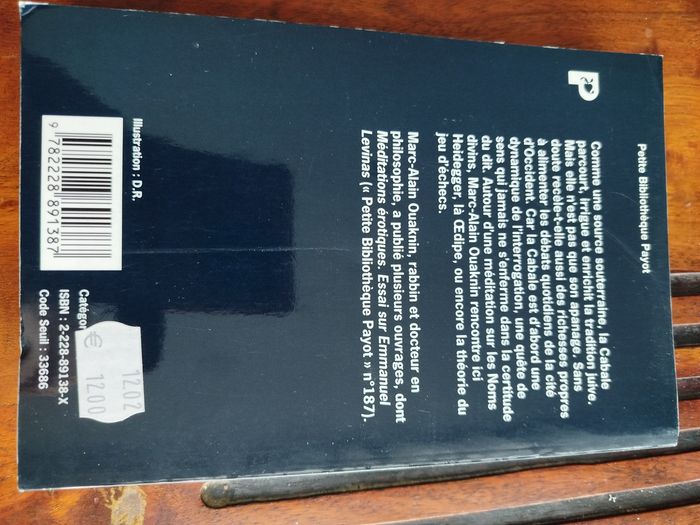 P
Petite Bibliothèque Payot
Comme une source souterraine, la Cabale
parcourt, irrigue et enrichit la tradition juive.
Mais elle n'est pas que son apanage. Sans
doute recèle-t-elle aussi des richesses propres
à alimenter les débats quotidiens de la cité
d'Occident. Car la Cabale est d'abord une
dynamique de l'interrogation, une quête de
sens qui jamais ne s'enferme dans la certitude
du dit. Autour d'une méditation sur les Noms
divins, Marc-Alain Ouaknin rencontre ici
Heidegger, là Œdipe, ou encore la théorie du
jeu d'échecs.
Marc-Alain Ouaknin, rabbin et docteur en
philosophie, a publié plusieurs ouvrages, dont
Méditations érotiques. Essai sur Emmanuel
Levinas (« Petite Bibliothèque Payot » n°187).
Illustration : D.R.
9 782228 891387
Catégor
ISBN : 2-228-89138-X
Code Seuil : 33686
1202
€ 12.00